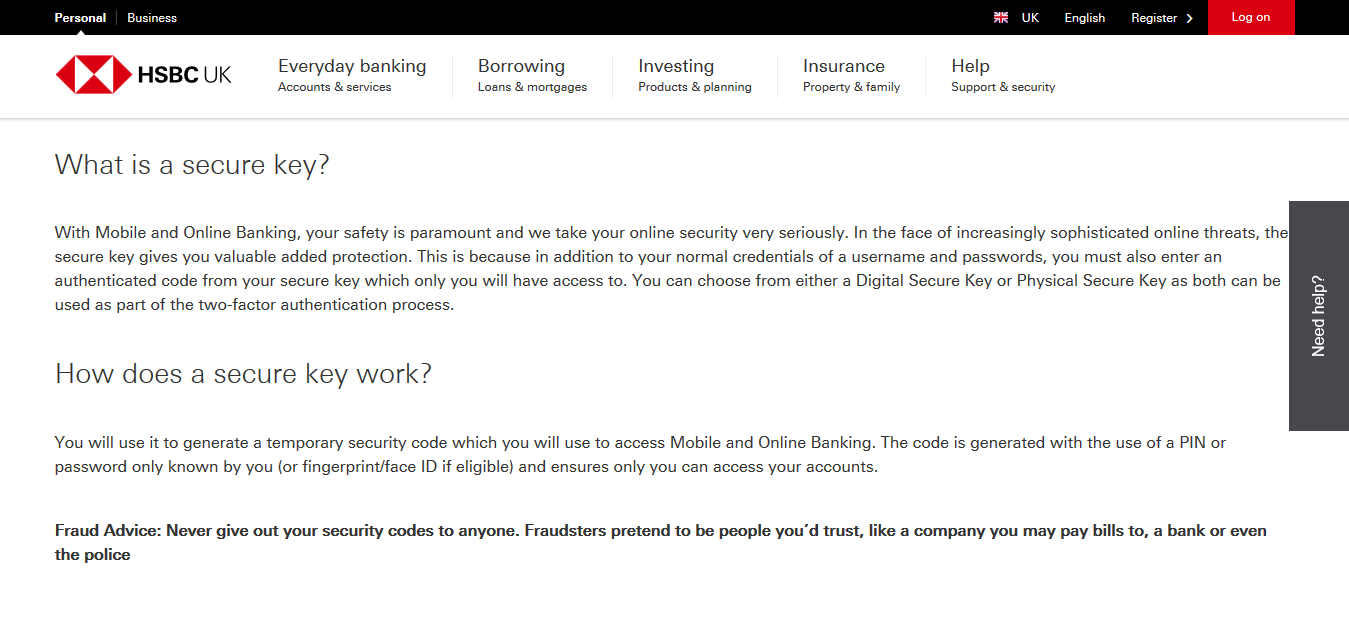 Personal Business UK English Register Log on
HSBC UK
Everyday banking Borrowing Investing Insurance Help
Accounts & services Loans & mortgages Products & planning Property & family Support & security
What is a secure key?
With Mobile and Online Banking, your safety is paramount and we take your online security very seriously. In the face of increasingly sophisticated online threats, the
secure key gives you valuable added protection. This is because in addition to your normal credentials of a username and passwords, you must also enter an
authenticated code from your secure key which only you will have access to. You can choose from either a Digital Secure Key or Physical Secure Key as both can be
used as part of the two-factor authentication process.
Need help?
How does a secure key work?
You will use it to generate a temporary security code which you will use to access Mobile and Online Banking. The code is generated with the use of a PIN or
password only known by you (or fingerprint/face ID if eligible) and ensures only you can access your accounts.
Fraud Advice: Never give out your security codes to anyone. Fraudsters pretend to be people you’d trust, like a company you may pay bills to, a bank or even
the police